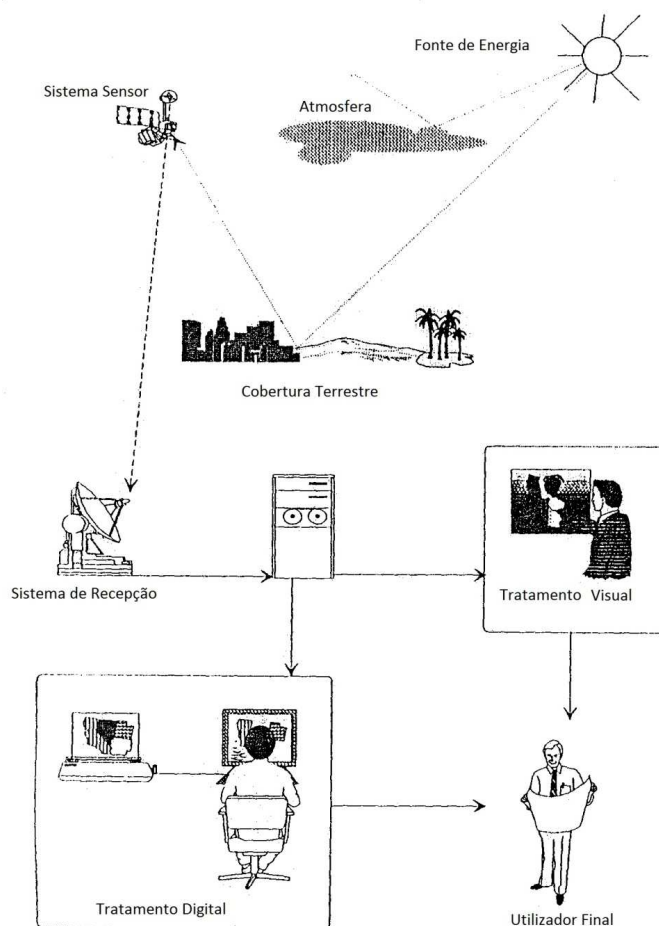 Fonte de Energia
Sistema Sensor
Atmosfera
Cobertura Terrestre
Sistema de Recepção
Tratamento Visual
Tratamento Digital
Utilizador Final